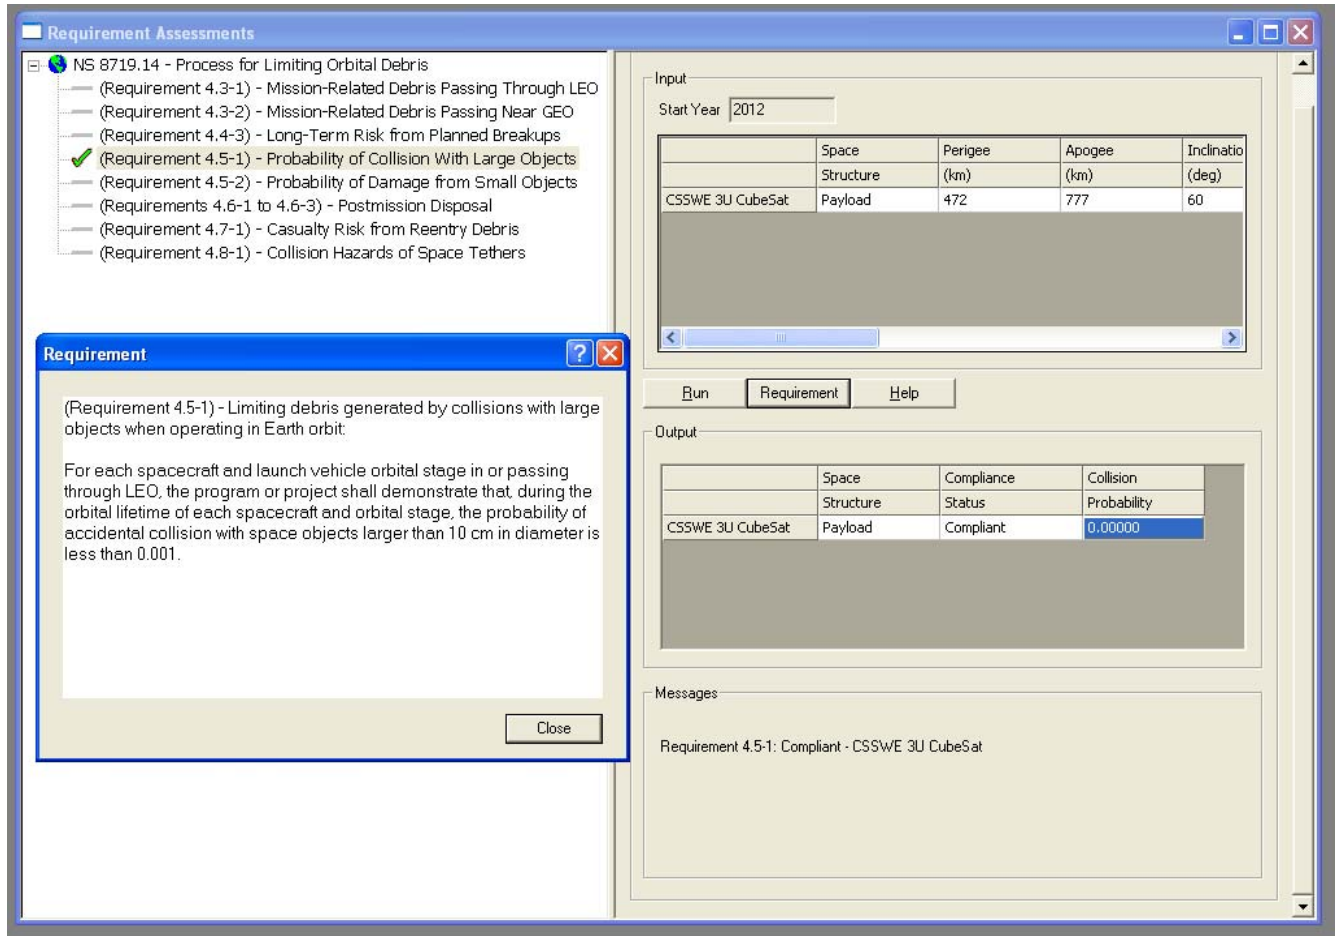 Requirement Assessments
NS 8719.14 - Process for Limiting Orbital Debris
(Requirement 4.3-1) - Mission-Related Debris Passing Through LEO
(Requirement 4.3-2) - Mission-Related Debris Passing Near GEO
(Requirement 4.4-3) - Long-Term Risk from Planned Breakups
(Requirement 4.5-1) - Probability of Collision With Large Objects
(Requirement 4.5-2) - Probability of Damage from Small Objects
(Requirements 4.6-1 to 4.6-3) - Postmission Disposal
(Requirement 4.7-1) - Casualty Risk from Reentry Debris
(Requirement 4.8-1) - Collision Hazards of Space Tethers
Requirement
(Requirement 4.5-1) - Limiting debris generated by collisions with large
objects when operating in Earth orbit:
For each spacecraft and launch vehicle orbital stage in or passing
through LEO, the program or project shall demonstrate that, during the
orbital lifetime of each spacecraft and orbital stage, the probability of
accidental collision with space objects larger than 10 cm in diameter is
less than 0.001.
Close
Input
Start Year 2012
Space Perigee Apogee Inclinatio
Structure (km) (km) (deg)
CSSWE 3U CubeSat Payload 472 777 60
Run Requirement Help
Output
Space Compliance Collision
Structure Status Probability
CSSWE 3U CubeSat Payload Compliant 0.00000
Messages
Requirement 4.5-1: Compliant - CSSWE 3U CubeSat